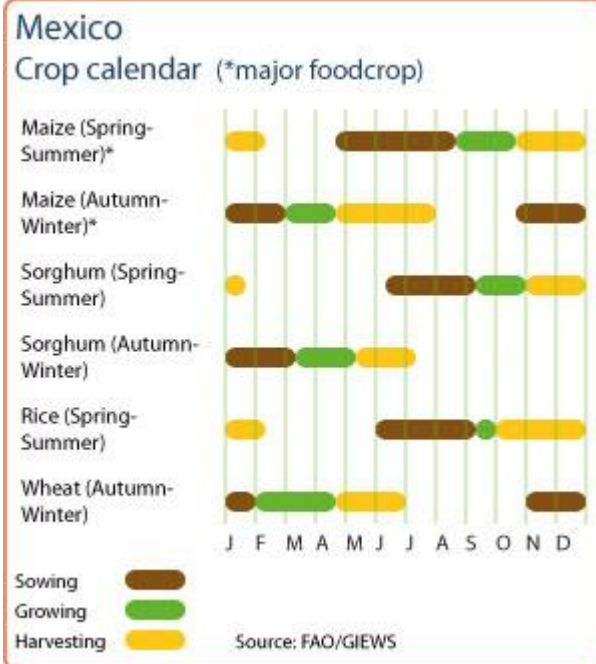 Mexico
Crop calendar (*major foodcrop)
Maize (Spring-
Summer)*
Maize (Autumn-
Winter)*
Sorghum (Spring-
Summer)
Sorghum (Autumn-
Winter)
Rice (Spring-
Summer)
Wheat (Autumn-
Winter)
J F M A M J J A S O N D
Sowing
Growing
Harvesting
Source: FAO/GIEWS